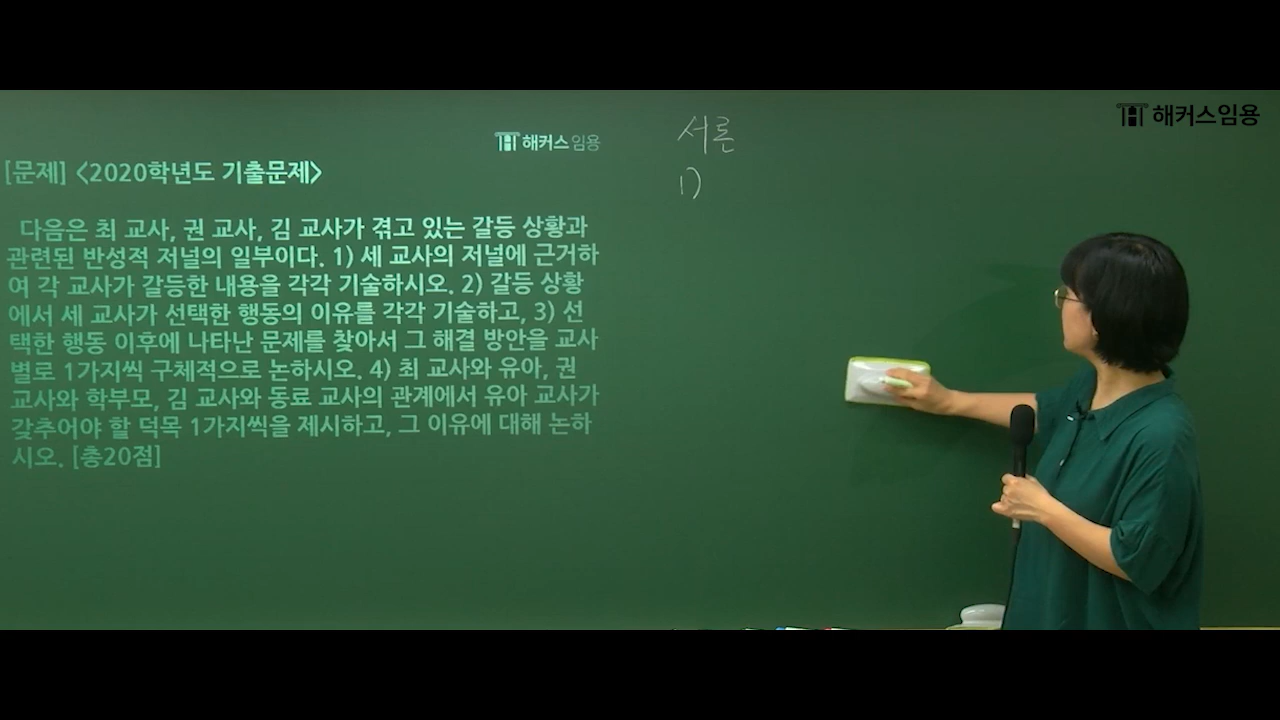 해커스임용
해커스임용
[문제] <2020학년도 기출문제>
다음은 최 교사, 권 교사, 김 교사가 겪고 있는 갈등 상황과
관련된 반성적 저널의 일부이다. 1) 세 교사의 저널에 근거하
여 각 교사가 갈등한 내용을 각각 기술하시오. 2) 갈등 상황
에서 세 교사가 선택한 행동의 이유를 각각 기술하고, 3) 선
택한 행동 이후에 나타난 문제를 찾아서 그 해결 방안을 교사
별로 1가지씩 구체적으로 논하시오. 4) 최 교사와 유아, 권
교사와 학부모, 김 교사와 동료 교사의 관계에서 유아 교사가
갖추어야 할 덕목 1가지씩을 제시하고, 그 이유에 대해 논하
시오. [총20점]
서론
1)